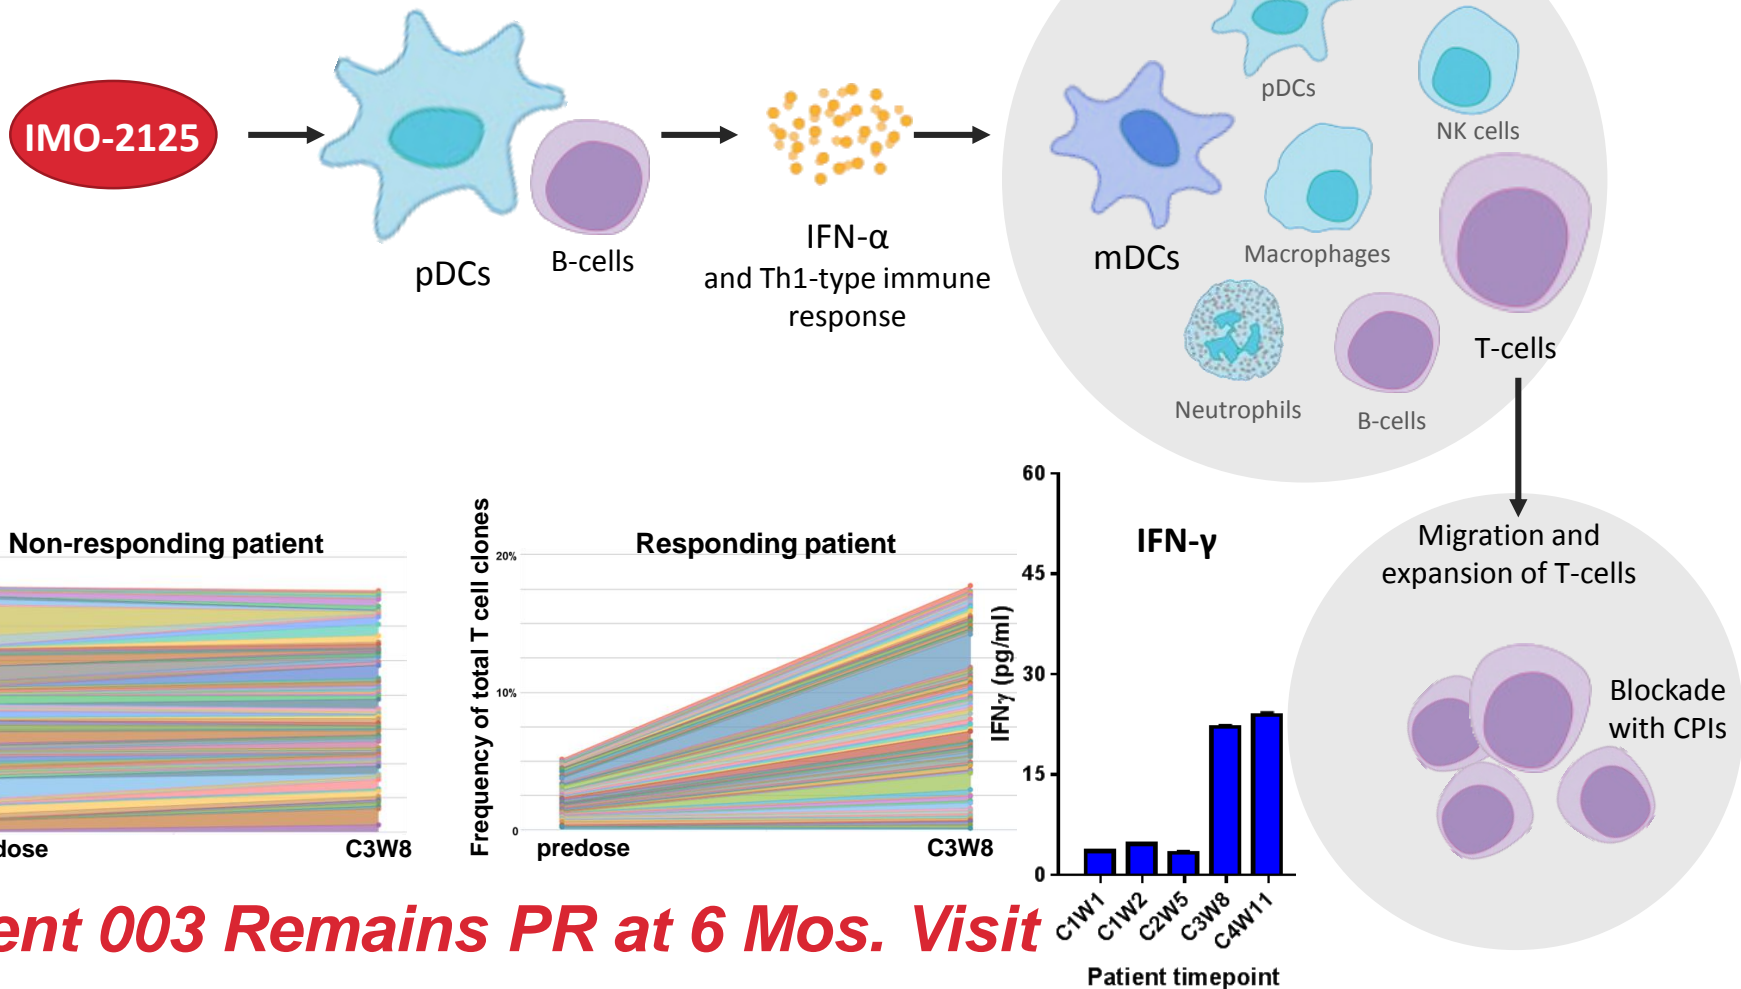 IMO-2125
pDCs
B-cells
IFN-α
and Th1-type immune
response
pDCs
NK cells
mDCs
Macrophages
T-cells
Neutrophils
B-cells
Migration and
expansion of T-cells
Blockade
with CPIs
Non-responding patient
C3W8
Frequency of total T cell clones
Responding patient
20%
10%
0
predose
C3W8
IFN-γ
IFNγ (pg/ml)
60
45
30
15
0
C1W1
C1W2
C2W5
C3W8
C4W11
Patient timepoint
003 Remains PR at 6 Mos. Visit